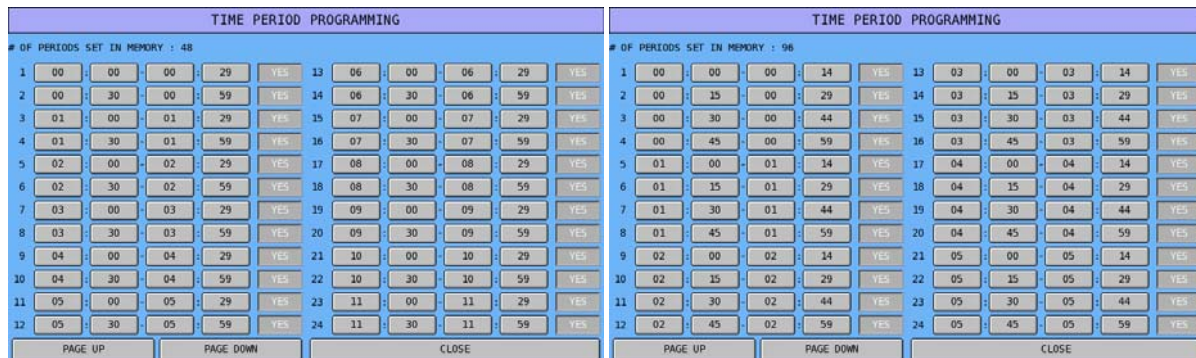 TIME PERIOD PROGRAMMING
# OF PERIODS SET IN MEMORY : 48
1 00 : 00 - 00 : 29 YES 13 06 : 00 - 06 : 29 YES
2 00 : 30 - 00 : 59 YES 14 06 : 30 - 06 : 59 YES
3 01 : 00 - 01 : 29 YES 15 07 : 00 - 07 : 29 YES
4 01 : 30 - 01 : 59 YES 16 07 : 30 - 07 : 59 YES
5 02 : 00 - 02 : 29 YES 17 08 : 00 - 08 : 29 YES
6 02 : 30 - 02 : 59 YES 18 08 : 30 - 08 : 59 YES
7 03 : 00 - 03 : 29 YES 19 09 : 00 - 09 : 29 YES
8 03 : 30 - 03 : 59 YES 20 09 : 30 - 09 : 59 YES
9 04 : 00 - 04 : 29 YES 21 10 : 00 - 10 : 29 YES
10 04 : 30 - 04 : 59 YES 22 10 : 30 - 10 : 59 YES
11 05 : 00 - 05 : 29 YES 23 11 : 00 - 11 : 29 YES
12 05 : 30 - 05 : 59 YES 24 11 : 30 - 11 : 59 YES
PAGE UP PAGE DOWN CLOSE
TIME PERIOD PROGRAMMING
# OF PERIODS SET IN MEMORY : 96
1 00 : 00 - 00 : 14 YES 13 03 : 00 - 03 : 14 YES
2 00 : 15 - 00 : 29 YES 14 03 : 15 - 03 : 29 YES
3 00 : 30 - 00 : 44 YES 15 03 : 30 - 03 : 44 YES
4 00 : 45 - 00 : 59 YES 16 03 : 45 - 03 : 59 YES
5 01 : 00 - 01 : 14 YES 17 04 : 00 - 04 : 14 YES
6 01 : 15 - 01 : 29 YES 18 04 : 15 - 04 : 29 YES
7 01 : 30 - 01 : 44 YES 19 04 : 30 - 04 : 44 YES
8 01 : 45 - 01 : 59 YES 20 04 : 45 - 04 : 59 YES
9 02 : 00 - 02 : 14 YES 21 05 : 00 - 05 : 14 YES
10 02 : 15 - 02 : 29 YES 22 05 : 15 - 05 : 29 YES
11 02 : 30 - 02 : 44 YES 23 05 : 30 - 05 : 44 YES
12 02 : 45 - 02 : 59 YES 24 05 : 45 - 05 : 59 YES
PAGE UP PAGE DOWN CLOSE